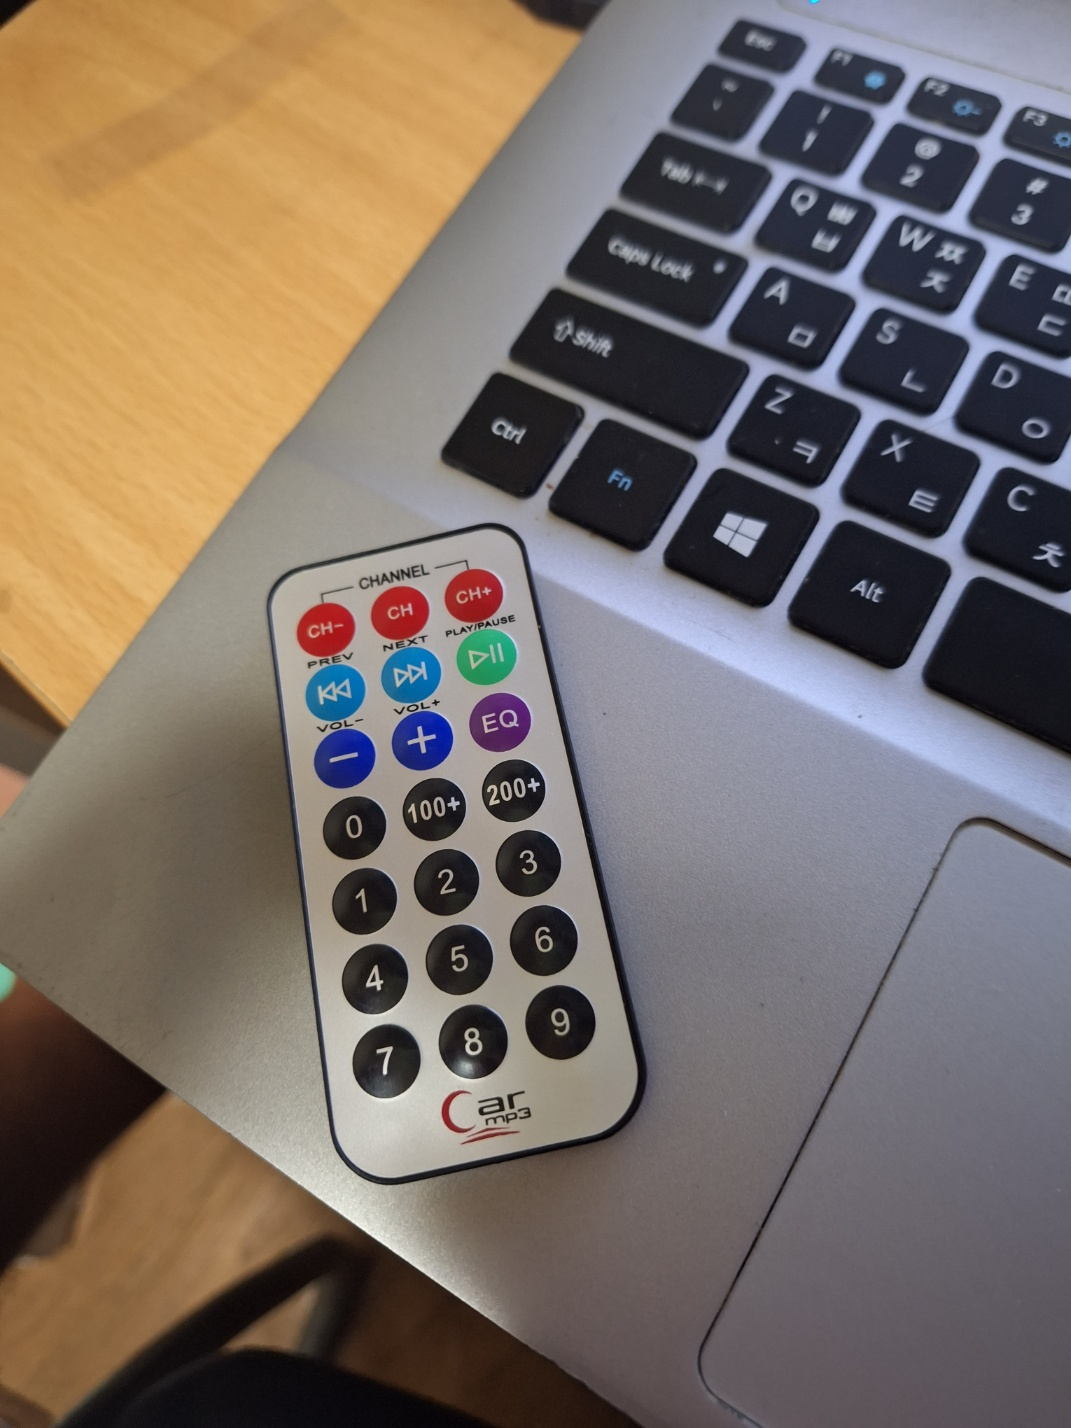 Esc
F1
F2
F3
~
`
!
1
@
2
#
3
Tab
Q ㅃ
ㅂ
W ㅉ
ㅈ
E ㄸ
ㄷ
Caps Lock
A
ㅁ
S
ㄴ
D
ㅇ
Shift
Z
ㅋ
X
ㅌ
C
ㅊ
Ctrl
Fn
Alt
CHANNEL
CH- CH CH+
PREV NEXT PLAY/PAUSE
VOL- VOL+
− + EQ
0 100+ 200+
1 2 3
4 5 6
7 8 9
Car
mp3